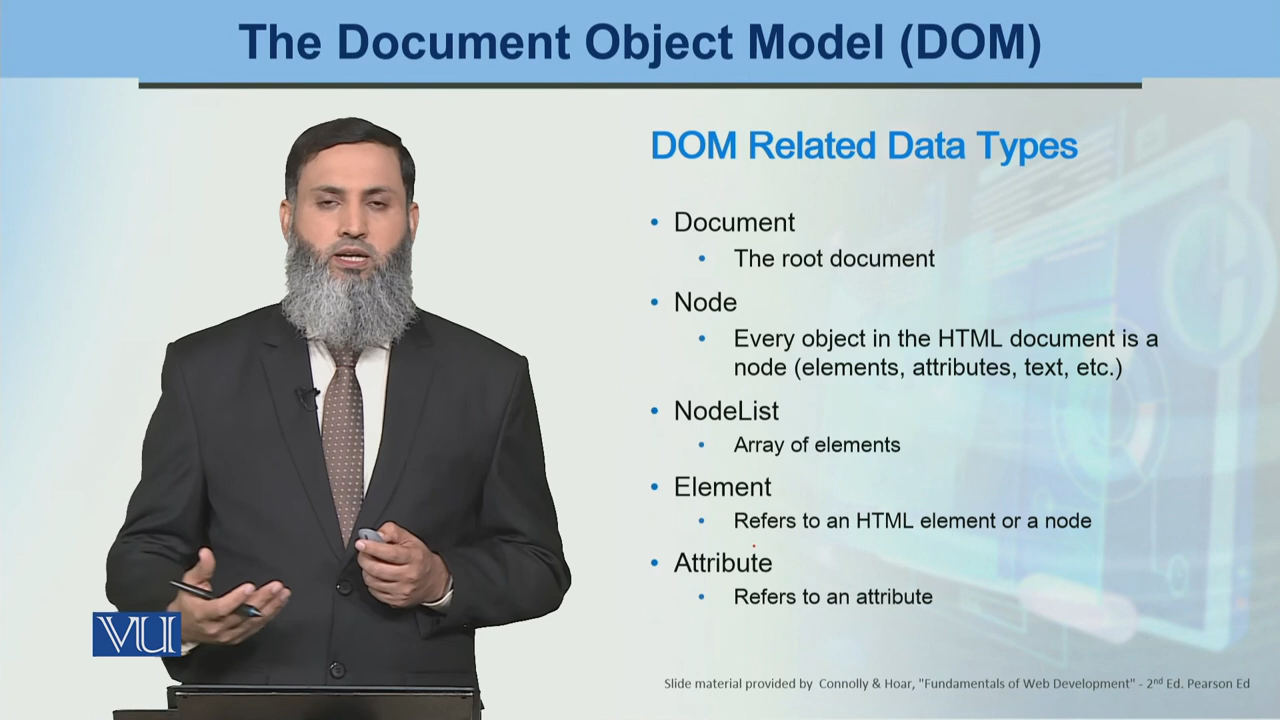 The Document Object Model (DOM)
DOM Related Data Types
• Document
• The root document
• Node
• Every object in the HTML document is a
node (elements, attributes, text, etc.)
• NodeList
• Array of elements
• Element
• Refers to an HTML element or a node
• Attribute
• Refers to an attribute
VU
Slide material provided by Connolly & Hoar, "Fundamentals of Web Development" - 2nd Ed. Pearson Ed